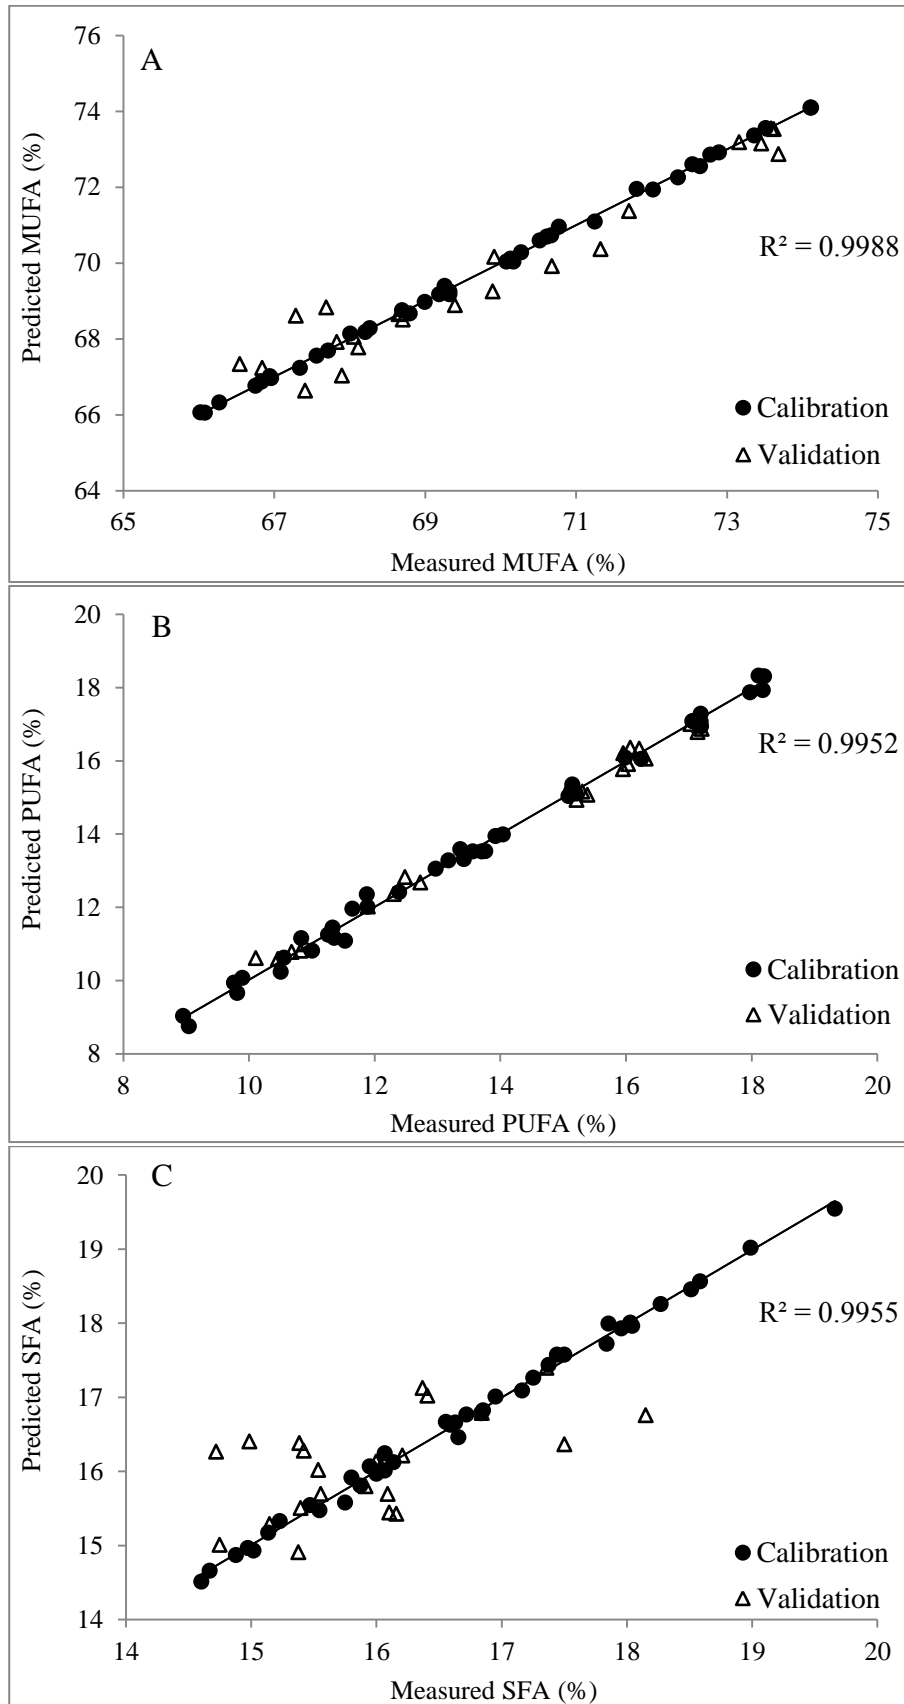 A
76
74
72
70
68
66
64
Predicted MUFA (%)
R² = 0.9988
Calibration
Validation
65 67 69 71 73 75
Measured MUFA (%)
B
20
18
16
14
12
10
8
Predicted PUFA (%)
R² = 0.9952
Calibration
Validation
8 10 12 14 16 18 20
Measured PUFA (%)
C
20
19
18
17
16
15
14
Predicted SFA (%)
R² = 0.9955
Calibration
Validation
14 15 16 17 18 19 20
Measured SFA (%)